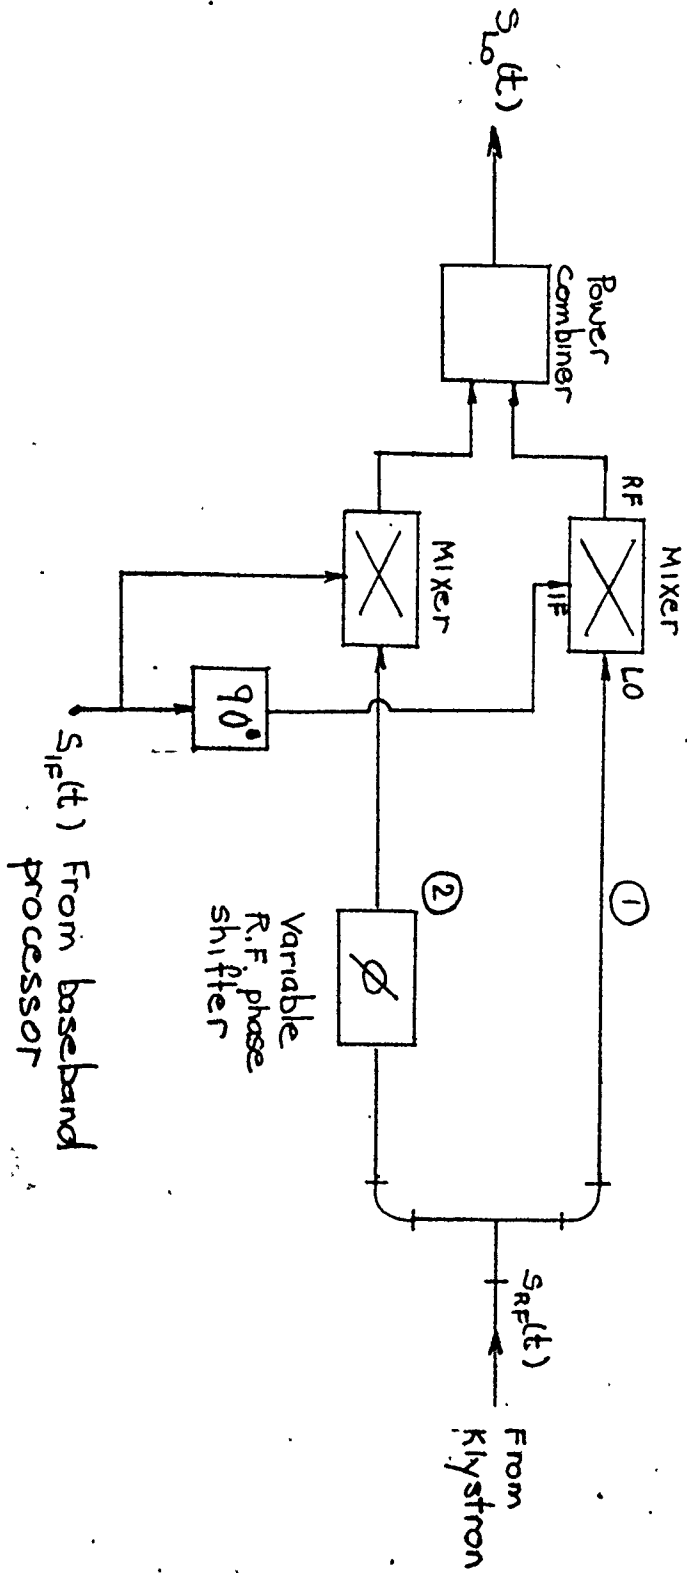 S_LO(t)
Power
combiner
RF
Mixer
IF
LO
Mixer
90°
S_IF(t) From baseband
processor
①
②
Variable
R.F. phase
shifter
ϕ
S_RF(t)
From
Klystron